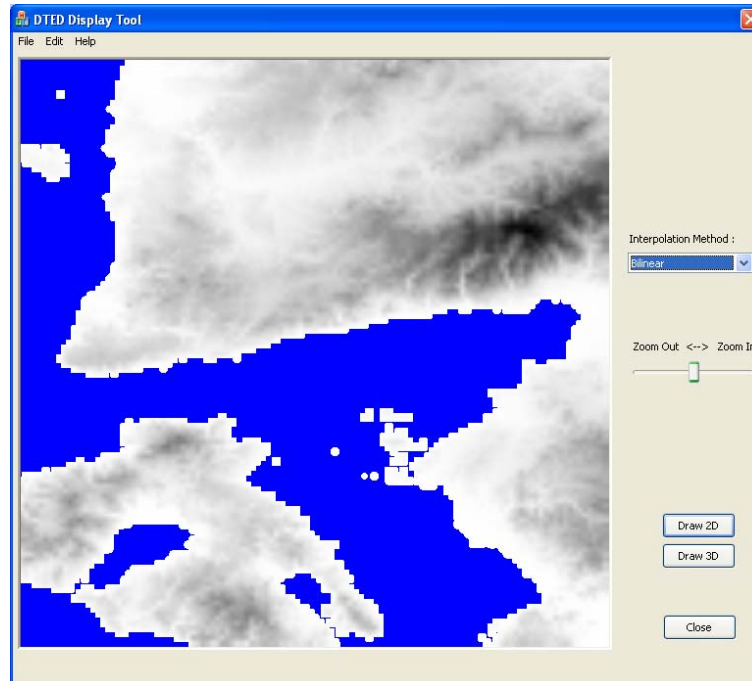 DTED Display Tool
File Edit Help
Interpolation Method :
Bilinear
Zoom Out <--> Zoom In
Draw 2D
Draw 3D
Close